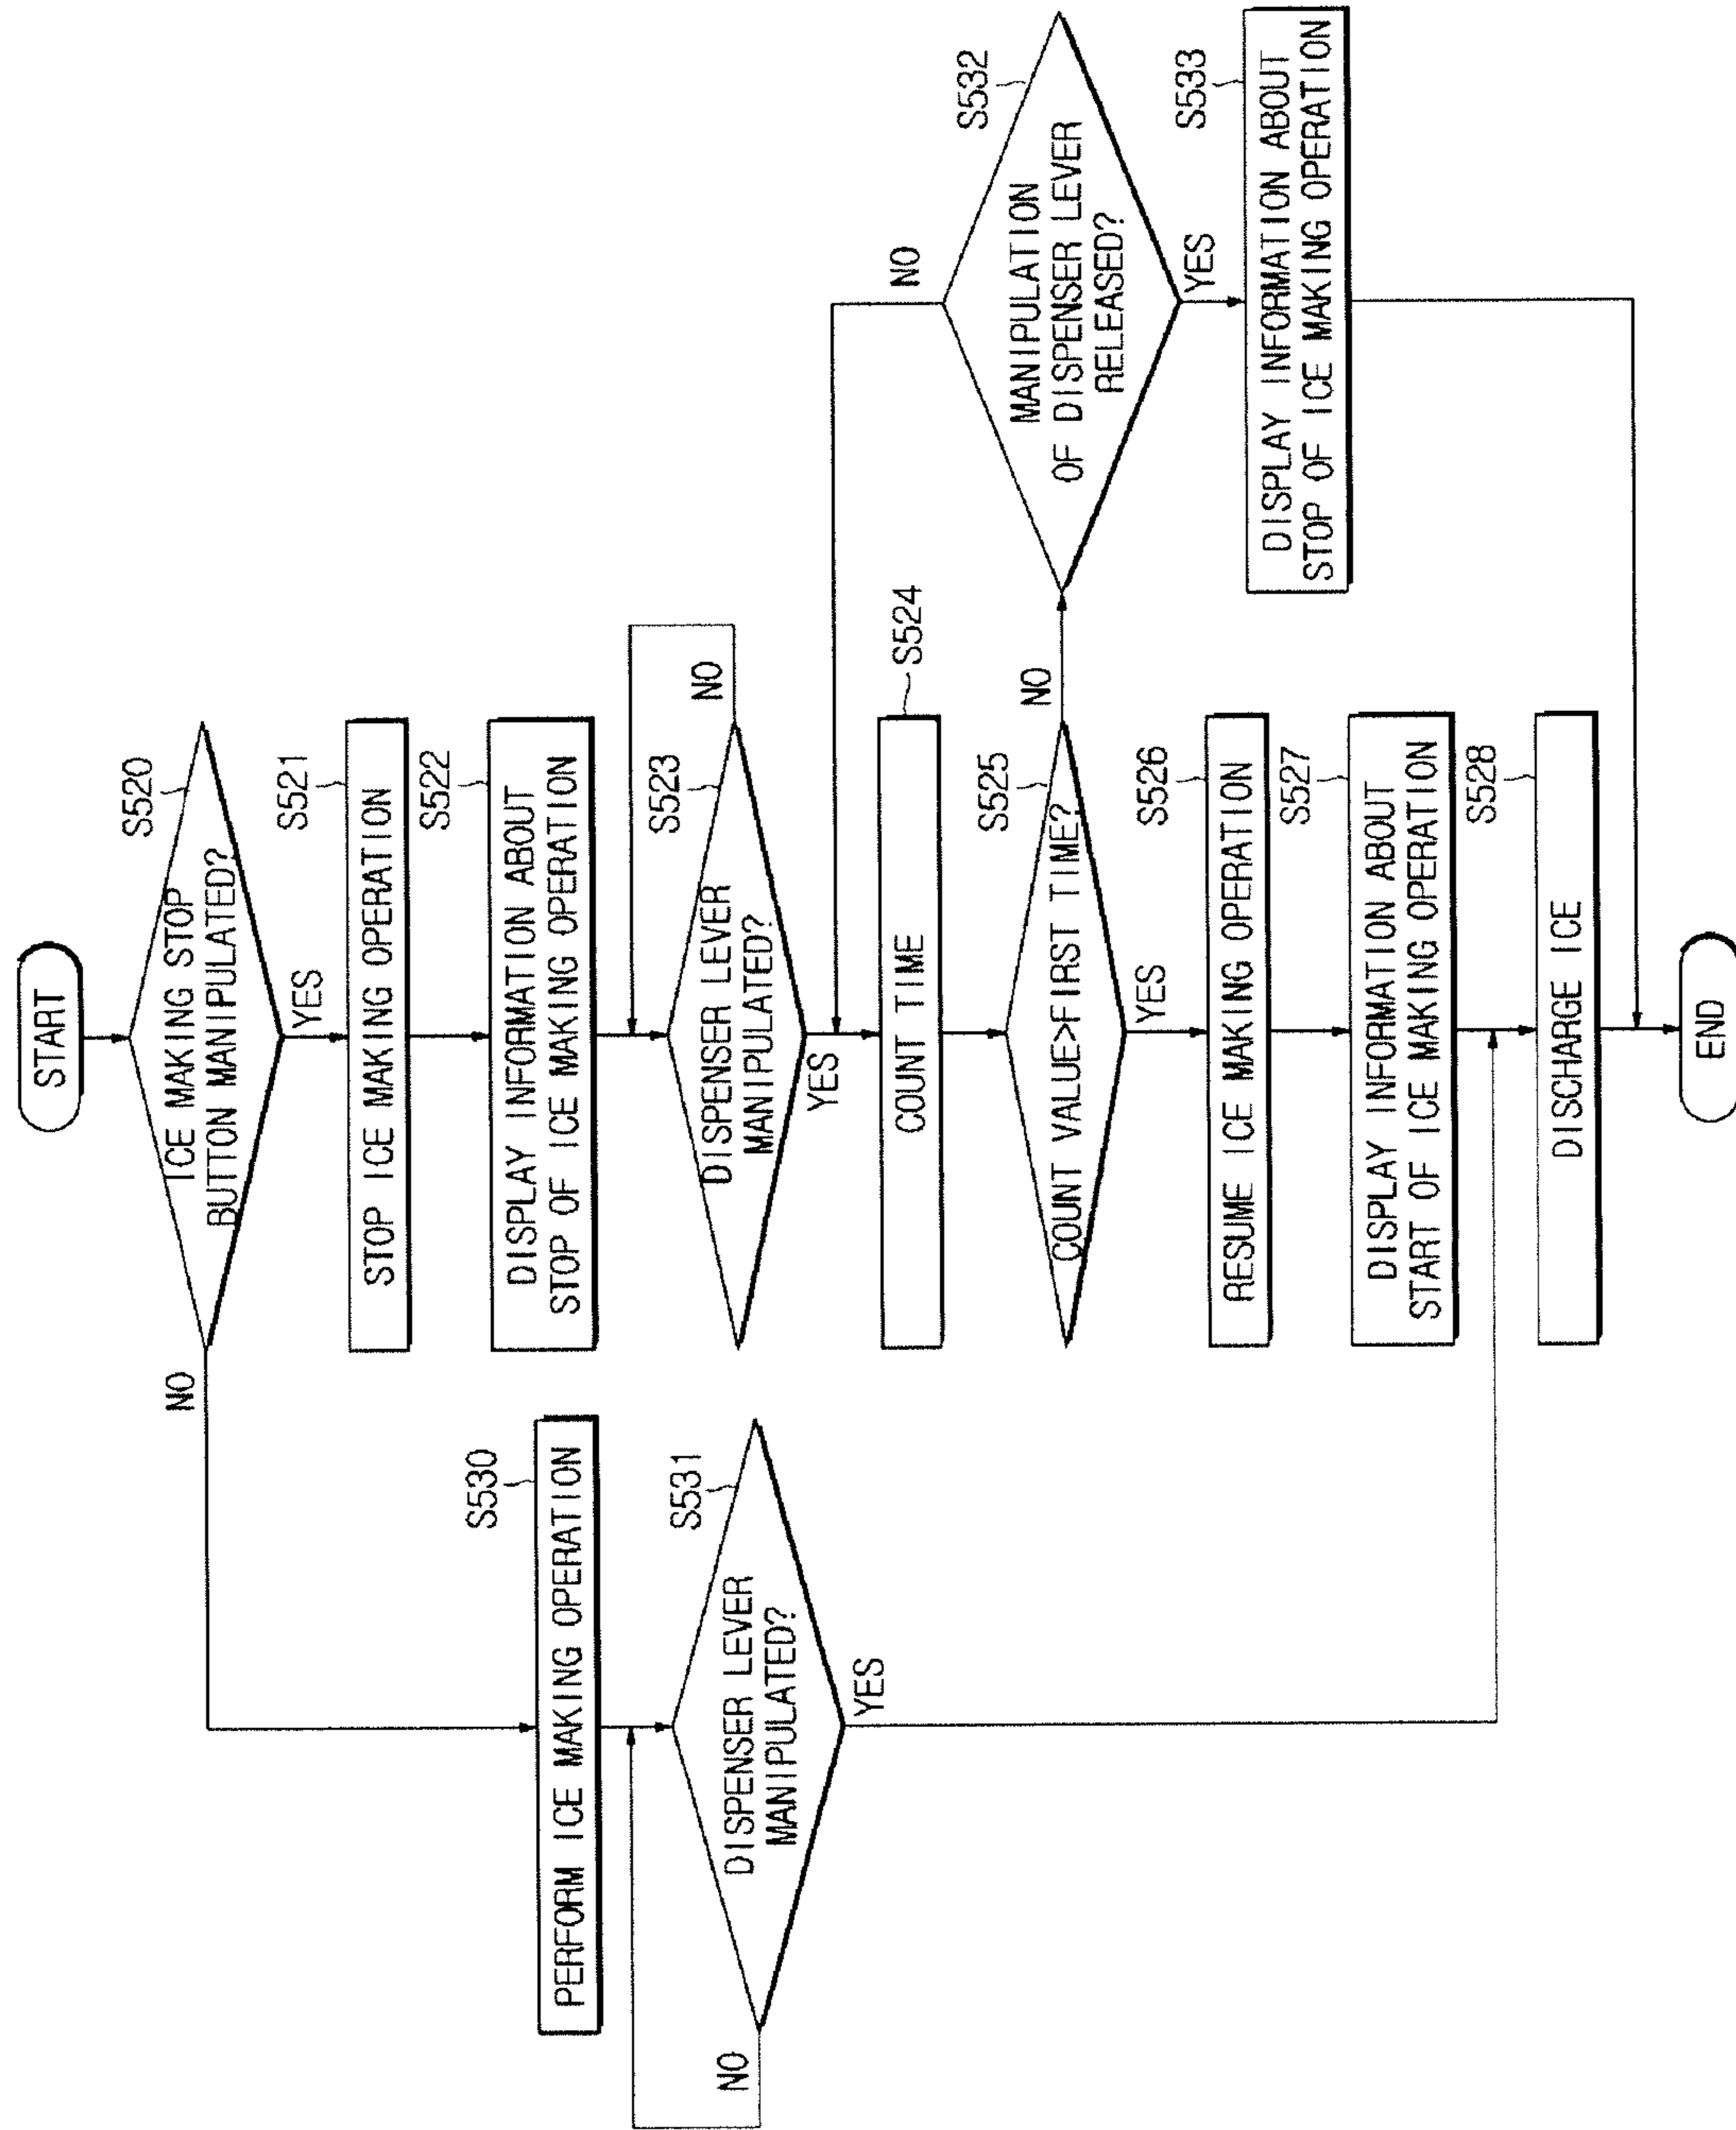 START
ICE MAKING STOP
BUTTON MANIPULATED?
S520
NO
YES
STOP ICE MAKING OPERATION
S521
DISPLAY INFORMATION ABOUT
STOP OF ICE MAKING OPERATION
S522
DISPENSER LEVER
MANIPULATED?
S523
NO
YES
COUNT TIME
S524
COUNT VALUE>FIRST TIME?
S525
NO
YES
RESUME ICE MAKING OPERATION
S526
DISPLAY INFORMATION ABOUT
START OF ICE MAKING OPERATION
S527
DISCHARGE ICE
S528
END
PERFORM ICE MAKING OPERATION
S530
DISPENSER LEVER
MANIPULATED?
S531
NO
YES
MANIPULATION
OF DISPENSER LEVER
RELEASED?
S532
NO
YES
DISPLAY INFORMATION ABOUT
STOP OF ICE MAKING OPERATION
S533